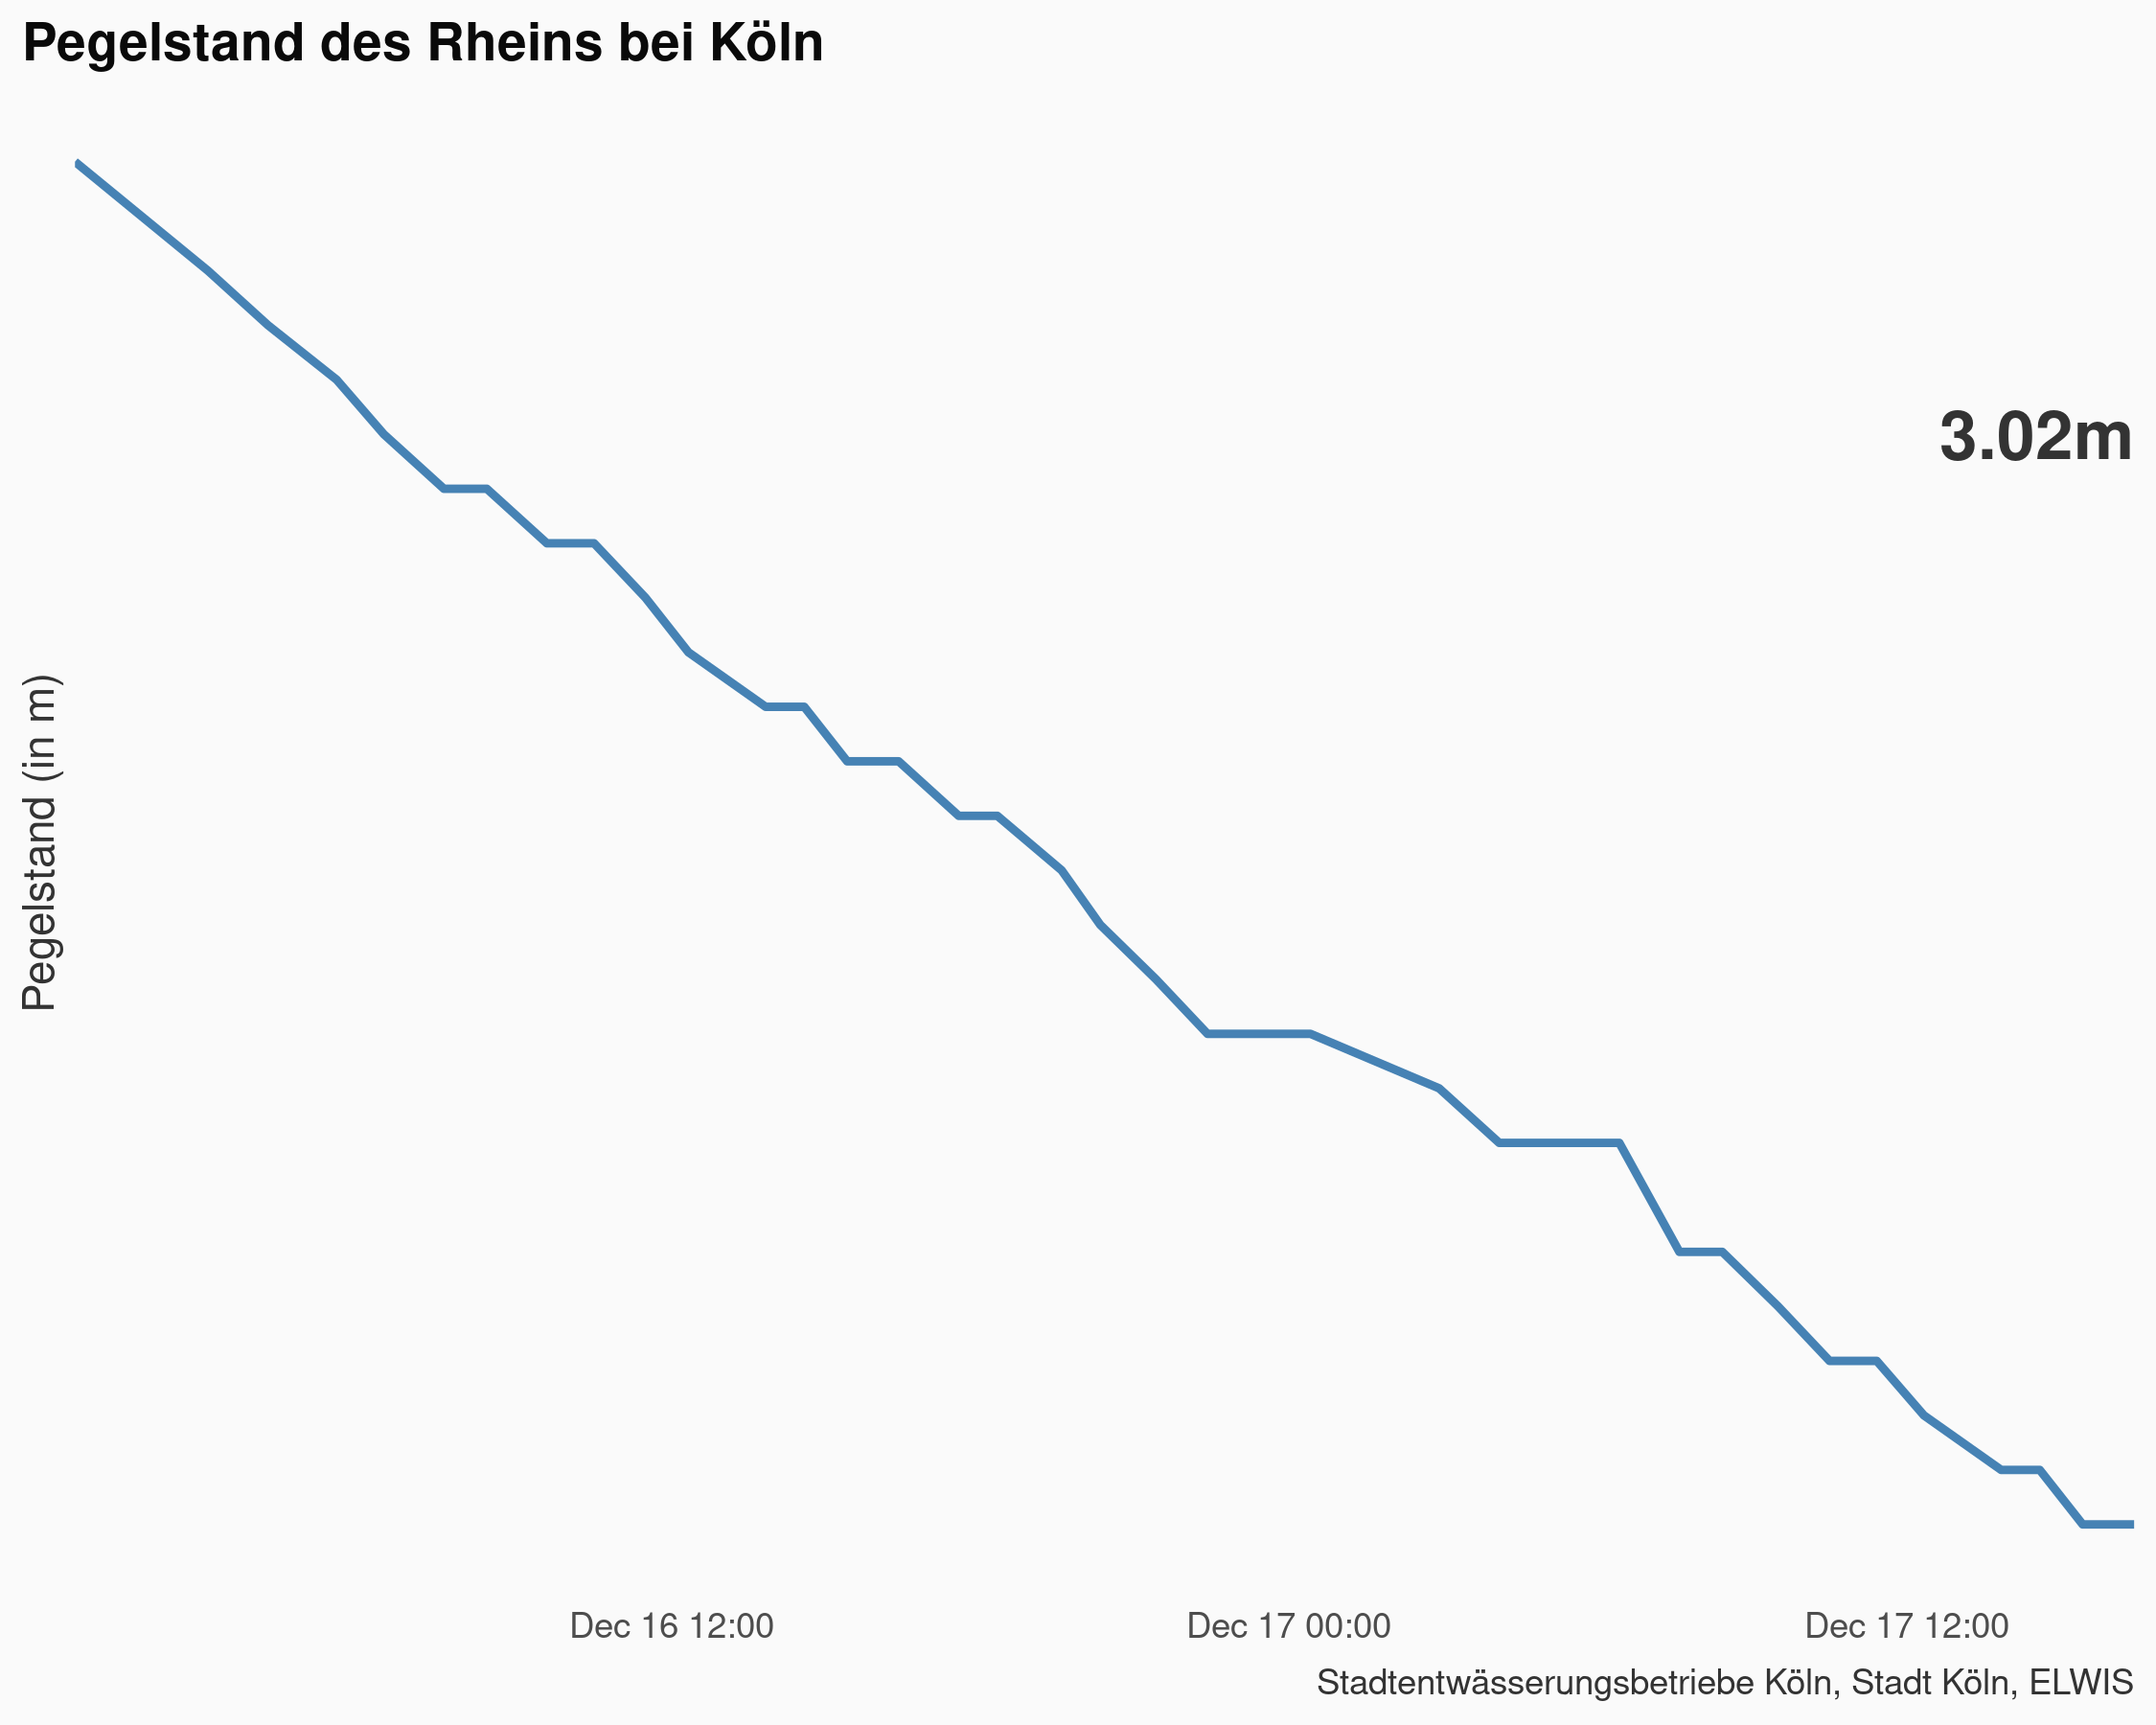 Pegelstand des Rheins bei Köln
3.02m
Pegelstand (in m)
Dec 16 12:00
Dec 17 00:00
Dec 17 12:00
Stadtentwässerungsbetriebe Köln, Stadt Köln, ELWIS